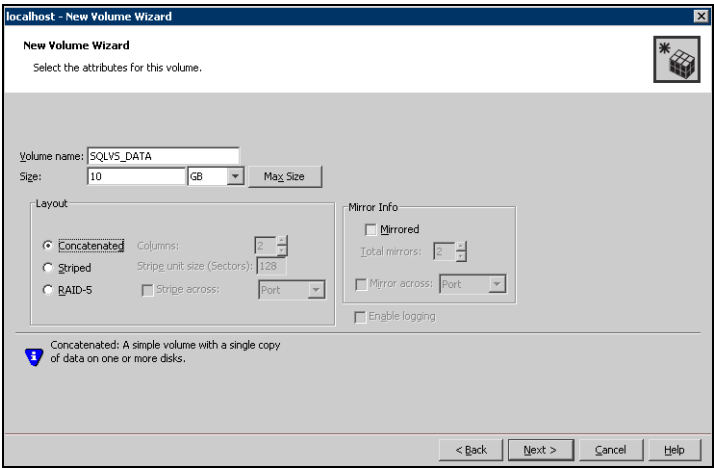 localhost - New Volume Wizard
New Volume Wizard
Select the attributes for this volume.
Volume name: SQLVS_DATA
Size: 10 GB Max Size
Layout
Concatenated Columns: 2
Striped Stripe unit size (Sectors): 128
RAID-5 Stripe across: Port
Mirror Info
Mirrored
Total mirrors: 2
Mirror across: Port
Enable logging
Concatenated: A simple volume with a single copy
of data on one or more disks.
< Back Next > Cancel Help